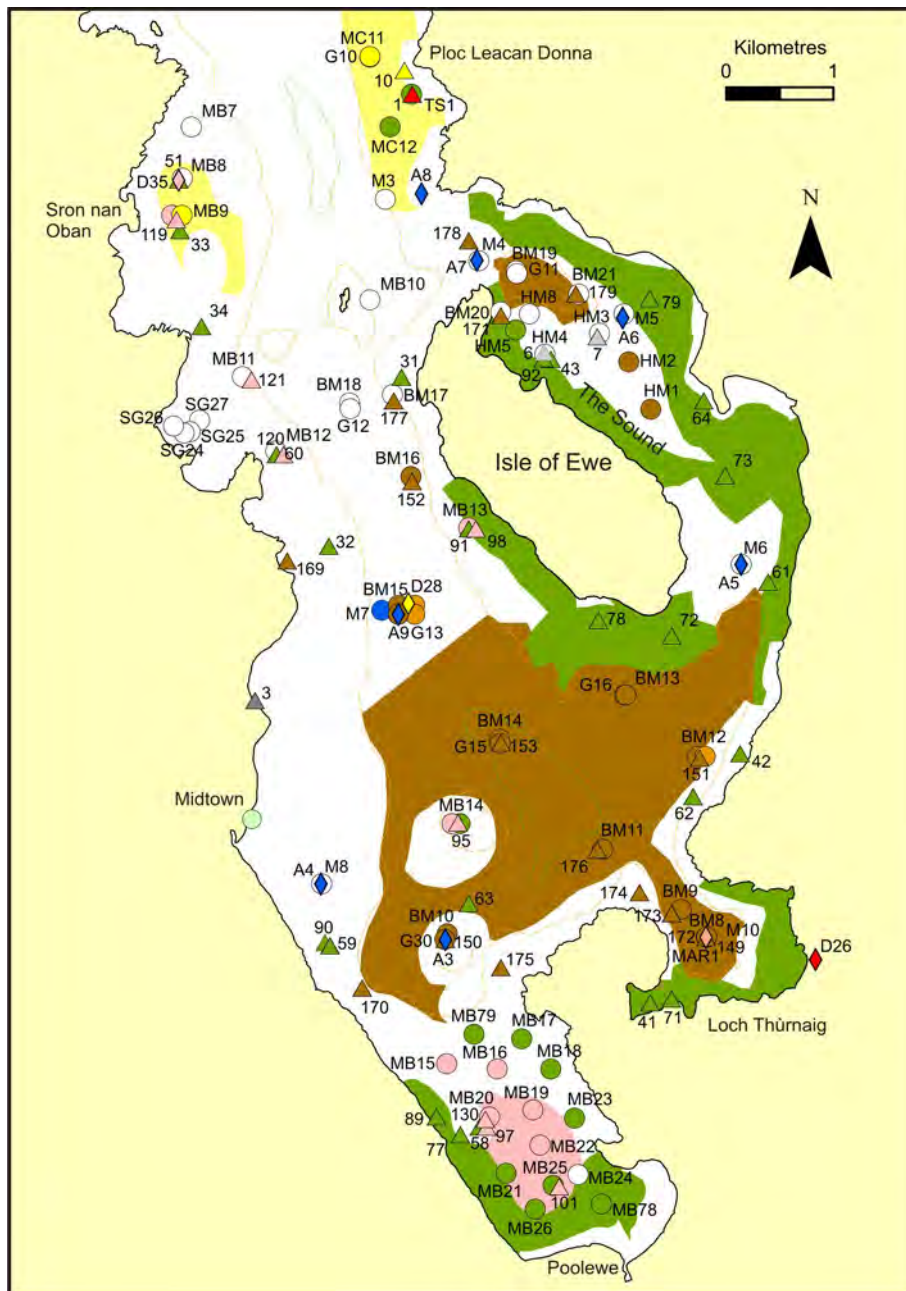 MC11
Ploc Leacan Donna
Kilometres
G10
10
0
1
1
TS1
MB7
MC12
51
MB8
A8
D35
M3
N
Sron nan
Oban
MB9
119
33
178
M4
BM19
A7
G11
BM21
MB10
HM8
179
79
BM20
HM3
M5
34
171
HM4
A6
HM5
6
7
HM2
MB11
31
92
43
121
BM18
BM17
HM1
SG27
The Sound
64
SG26
G12
177
SG25
SG24
120
MB12
60
BM16
Isle of Ewe
73
152
MB13
91
98
32
M6
169
A5
61
BM15
D28
M7
A9
G13
78
72
3
G16
BM13
BM14
BM12
G15
153
151
42
Midtown
MB14
62
95
BM11
176
A4
M8
174
BM9
63
173
BM8
90
BM10
M10
59
G30
150
172
149
A3
MAR1
D26
175
170
41
71
Loch Thùrnaig
MB79
MB17
MB15
MB16
MB18
MB19
MB20
MB23
89
130
77
58
97
MB22
MB25
MB24
MB21
101
MB26
MB78
Poolewe